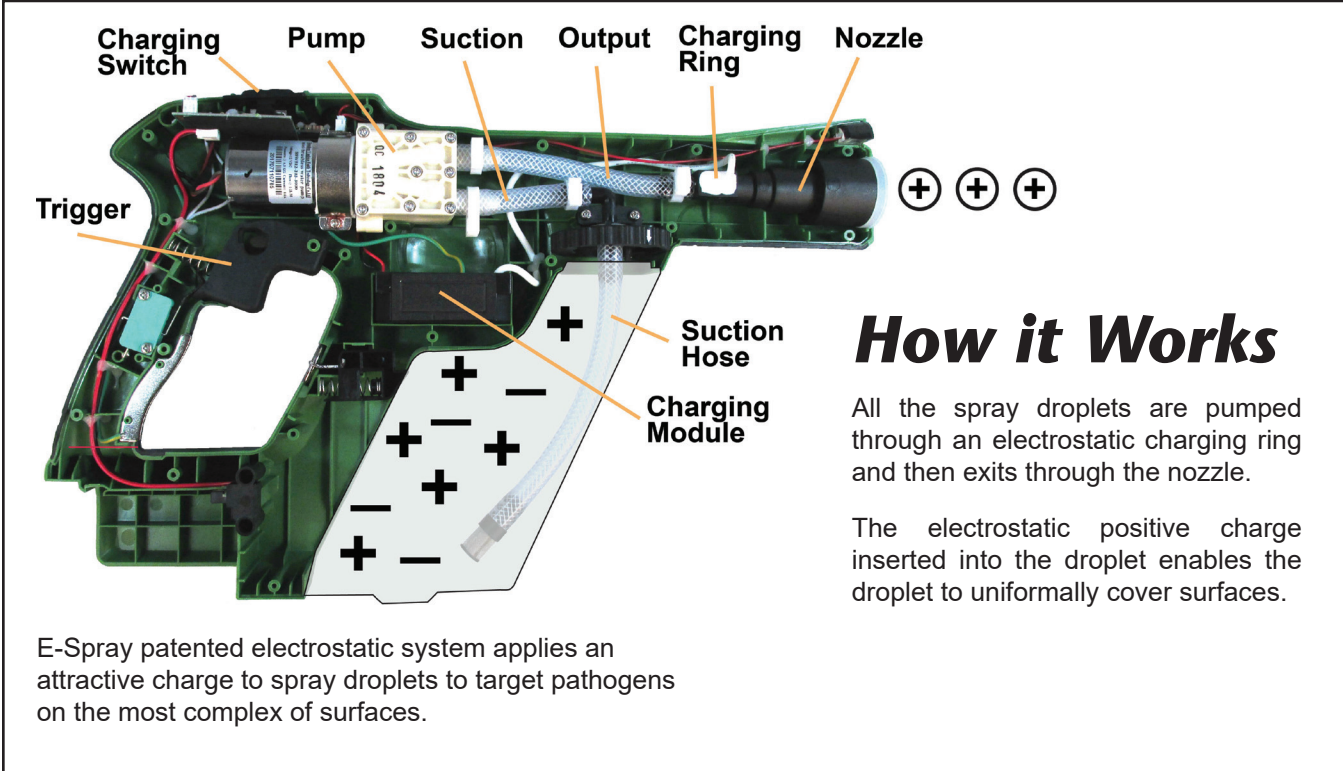 Charging
Switch
Pump
Suction
Output
Charging
Ring
Nozzle
Trigger
QC 1804
Suction
Hose
Charging
Module
How it Works
All the spray droplets are pumped
through an electrostatic charging ring
and then exits through the nozzle.
The electrostatic positive charge
inserted into the droplet enables the
droplet to uniformally cover surfaces.
E-Spray patented electrostatic system applies an
attractive charge to spray droplets to target pathogens
on the most complex of surfaces.